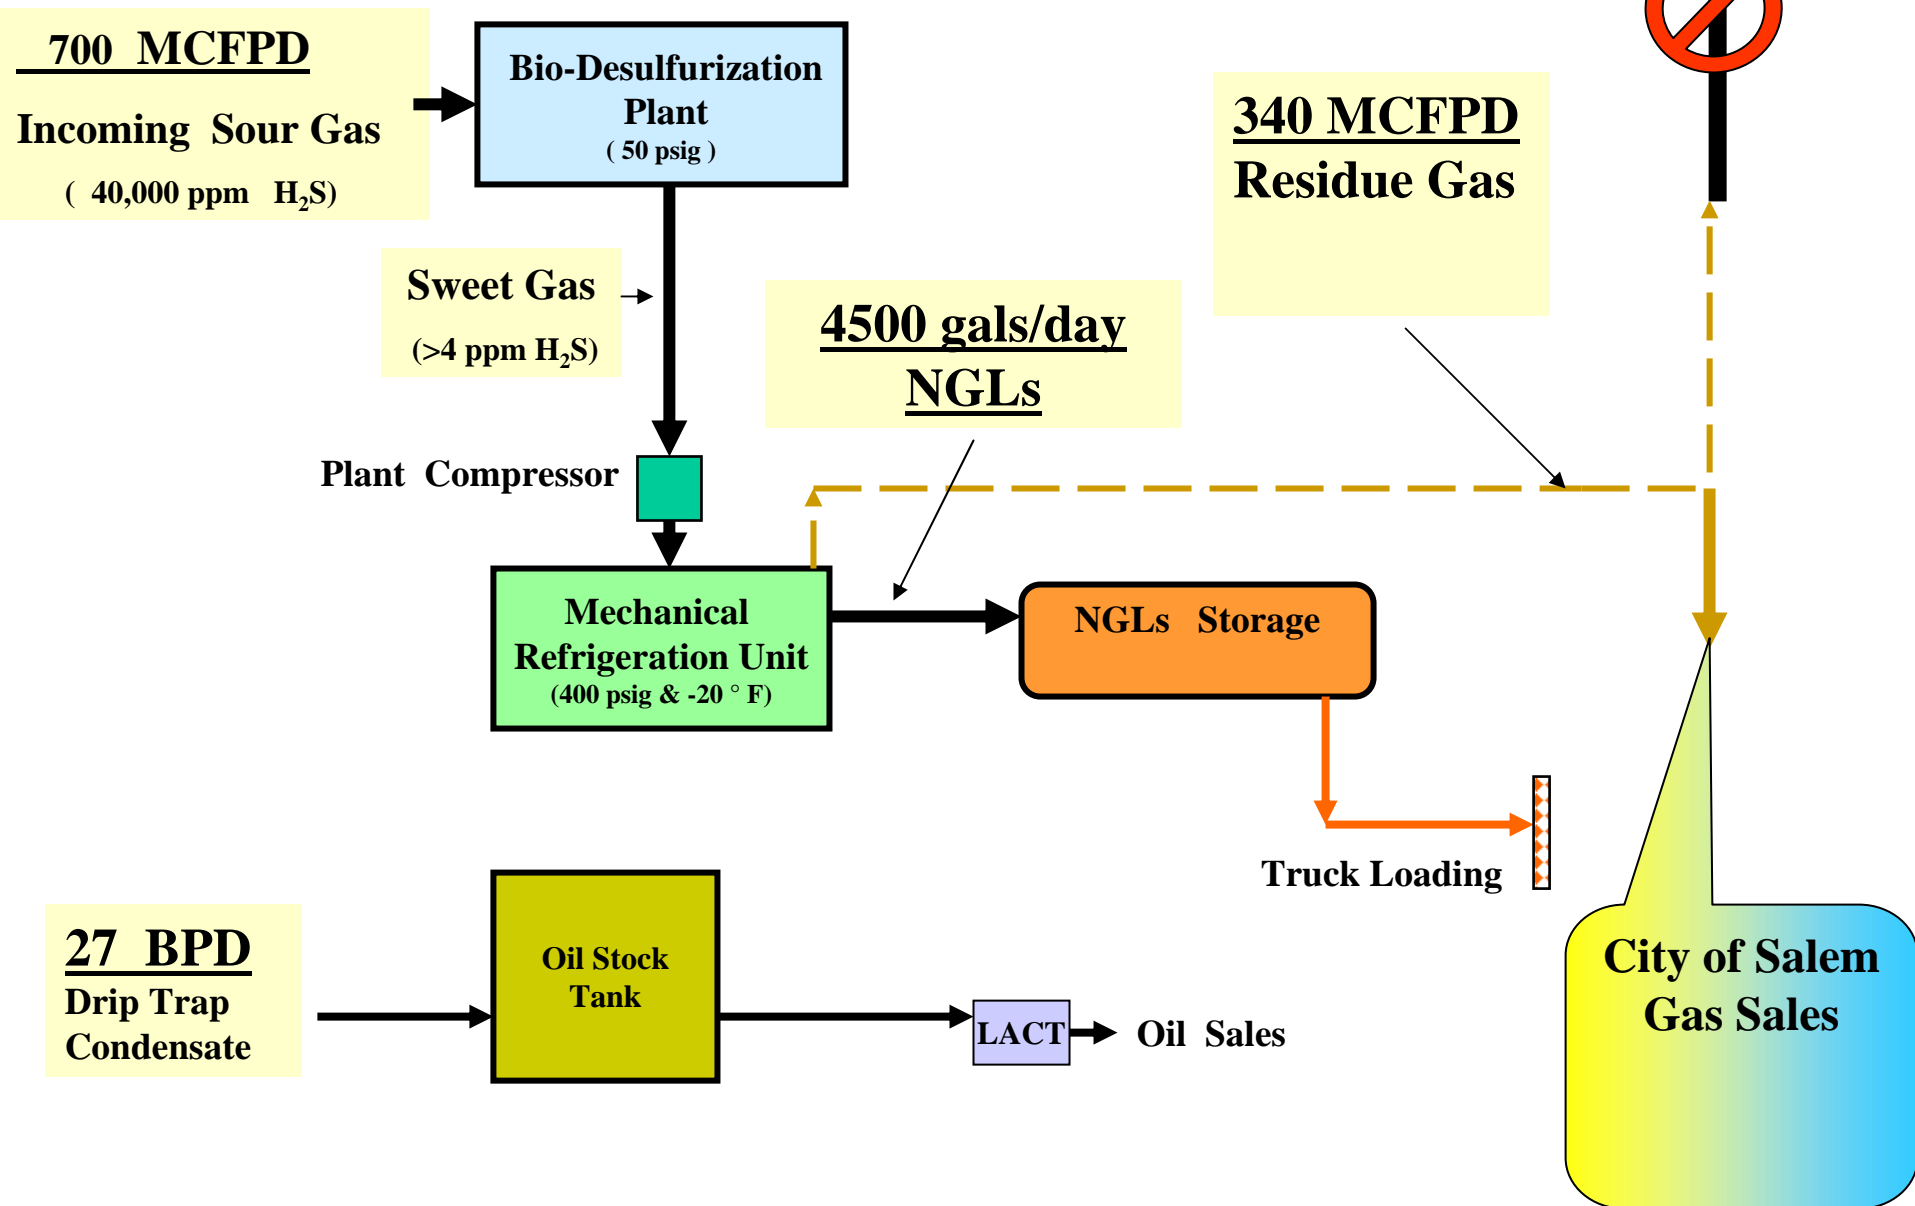 700 MCFPD
Incoming Sour Gas
( 40,000 ppm H₂S)
Bio-Desulfurization
Plant
( 50 psig )
340 MCFPD
Residue Gas
Sweet Gas
(>4 ppm H₂S)
4500 gals/day
NGLs
Plant Compressor
Mechanical
Refrigeration Unit
(400 psig & -20 ° F)
NGLs Storage
Truck Loading
27 BPD
Drip Trap
Condensate
Oil Stock
Tank
LACT
Oil Sales
City of Salem
Gas Sales